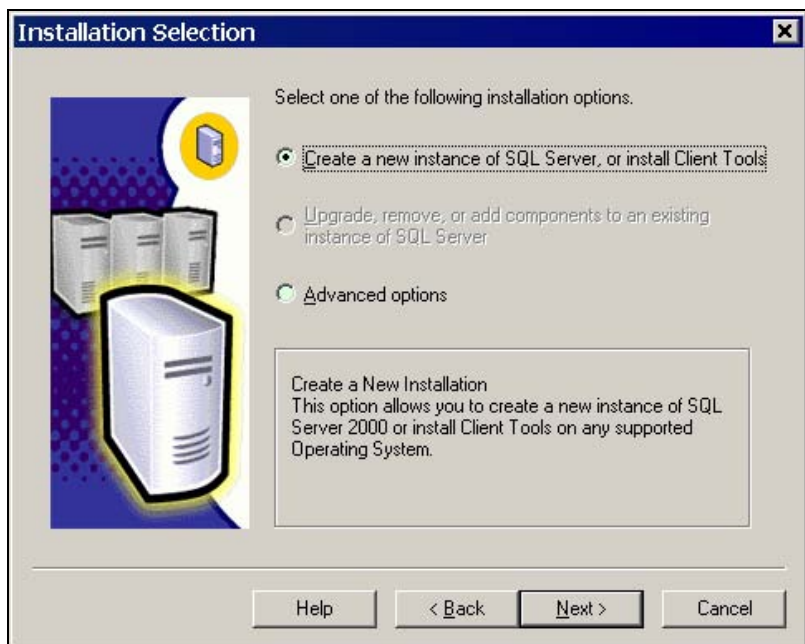 Installation Selection
Select one of the following installation options.
Create a new instance of SQL Server, or install Client Tools
Upgrade, remove, or add components to an existing
instance of SQL Server
Advanced options
Create a New Installation
This option allows you to create a new instance of SQL
Server 2000 or install Client Tools on any supported
Operating System.
Help
< Back
Next >
Cancel